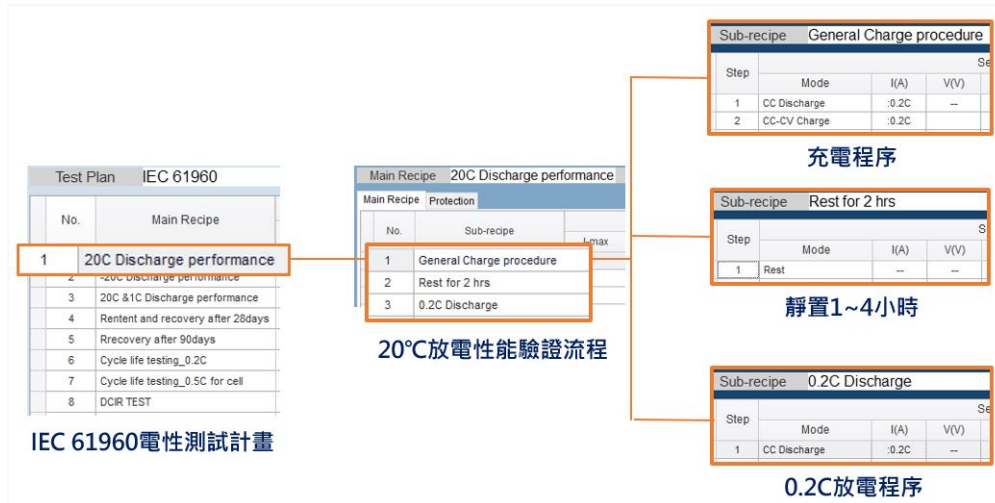 Test Plan IEC 61960
No. Main Recipe
1 20C Discharge performance
2 -20C Discharge performance
3 20C &1C Discharge performance
4 Rentent and recovery after 28days
5 Rrecovery after 90days
6 Cycle life testing_0.2C
7 Cycle life testing_0.5C for cell
8 DCIR TEST
IEC 61960電性測試計畫
Main Recipe 20C Discharge performance
Main Recipe Protection
No. Sub-recipe I-max
1 General Charge procedure
2 Rest for 2 hrs
3 0.2C Discharge
20℃放電性能驗證流程
Sub-recipe General Charge procedure
Se
Step Mode I(A) V(V)
1 CC Discharge :0.2C --
2 CC-CV Charge :0.2C
充電程序
Sub-recipe Rest for 2 hrs
S
Step Mode I(A) V(V)
1 Rest -- --
靜置1~4小時
Sub-recipe 0.2C Discharge
Se
Step Mode I(A) V(V)
1 CC Discharge :0.2C --
0.2C放電程序